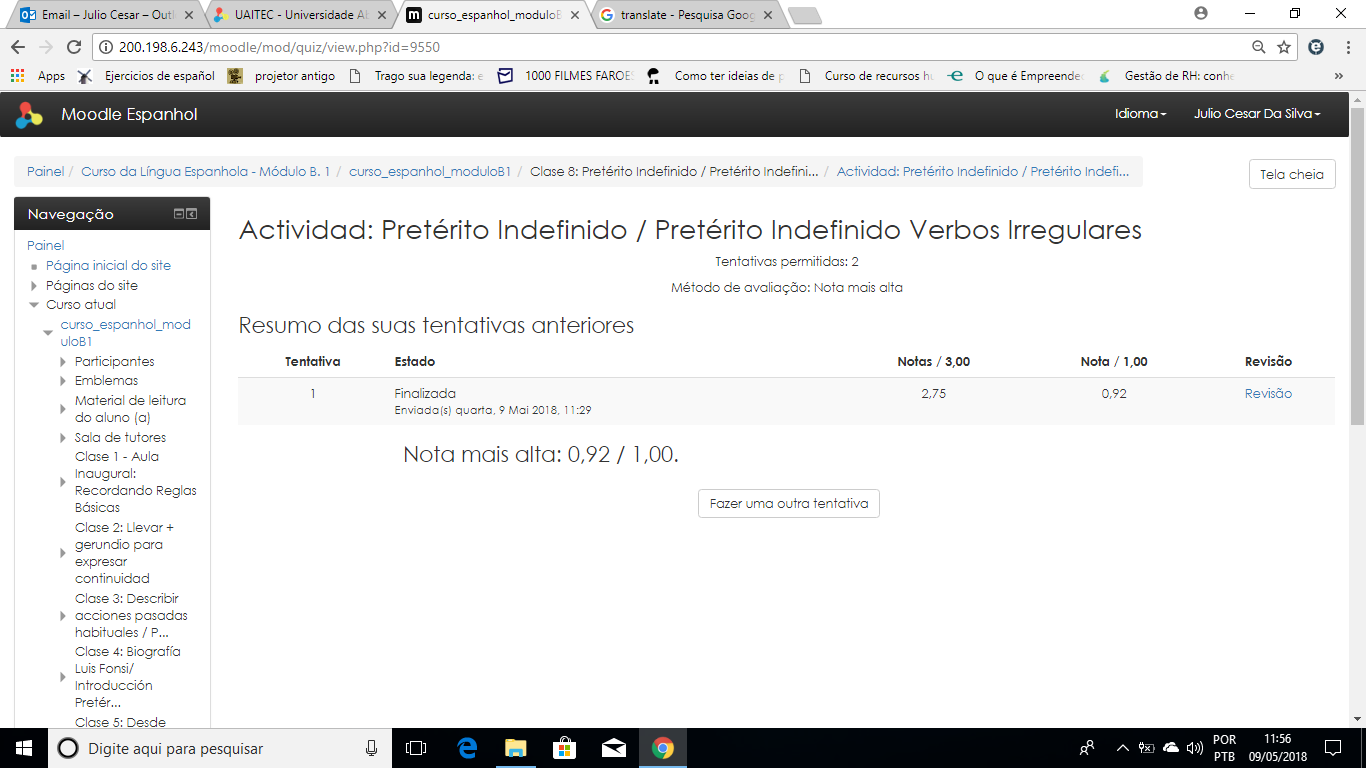 Email – Julio Cesar – Outl
UAITEC - Universidade Ab
curso_espanhol_moduloB
translate - Pesquisa Goog
200.198.6.243/moodle/mod/quiz/view.php?id=9550
Apps
Ejercicios de español
projetor antigo
Trago sua legenda: e
1000 FILMES FAROES
Como ter ideias de p
Curso de recursos hu
O que é Empreended
Gestão de RH: conhe
»
Moodle Espanhol
Idioma
Julio Cesar Da Silva
Painel / Curso da Língua Espanhola - Módulo B. 1 / curso_espanhol_moduloB1 / Clase 8: Pretérito Indefinido / Pretérito Indefini... / Actividad: Pretérito Indefinido / Pretérito Indefi...
Tela cheia
Navegação
Painel
Página inicial do site
Páginas do site
Curso atual
curso_espanhol_mod
uloB1
Participantes
Emblemas
Material de leitura
do aluno (a)
Sala de tutores
Clase 1 - Aula
Inaugural:
Recordando Reglas
Básicas
Clase 2: Llevar +
gerundio para
expresar
continuidad
Clase 3: Describir
acciones pasadas
habituales / P...
Clase 4: Biografía
Luis Fonsi/
Introducción
Pretér...
Clase 5: Desde
Actividad: Pretérito Indefinido / Pretérito Indefinido Verbos Irregulares
Tentativas permitidas: 2
Método de avaliação: Nota mais alta
Resumo das suas tentativas anteriores
Tentativa Estado Notas / 3,00 Nota / 1,00 Revisão
1 Finalizada 2,75 0,92 Revisão
Enviada(s) quarta, 9 Mai 2018, 11:29
Nota mais alta: 0,92 / 1,00.
Fazer uma outra tentativa
Digite aqui para pesquisar
POR
PTB
11:56
09/05/2018